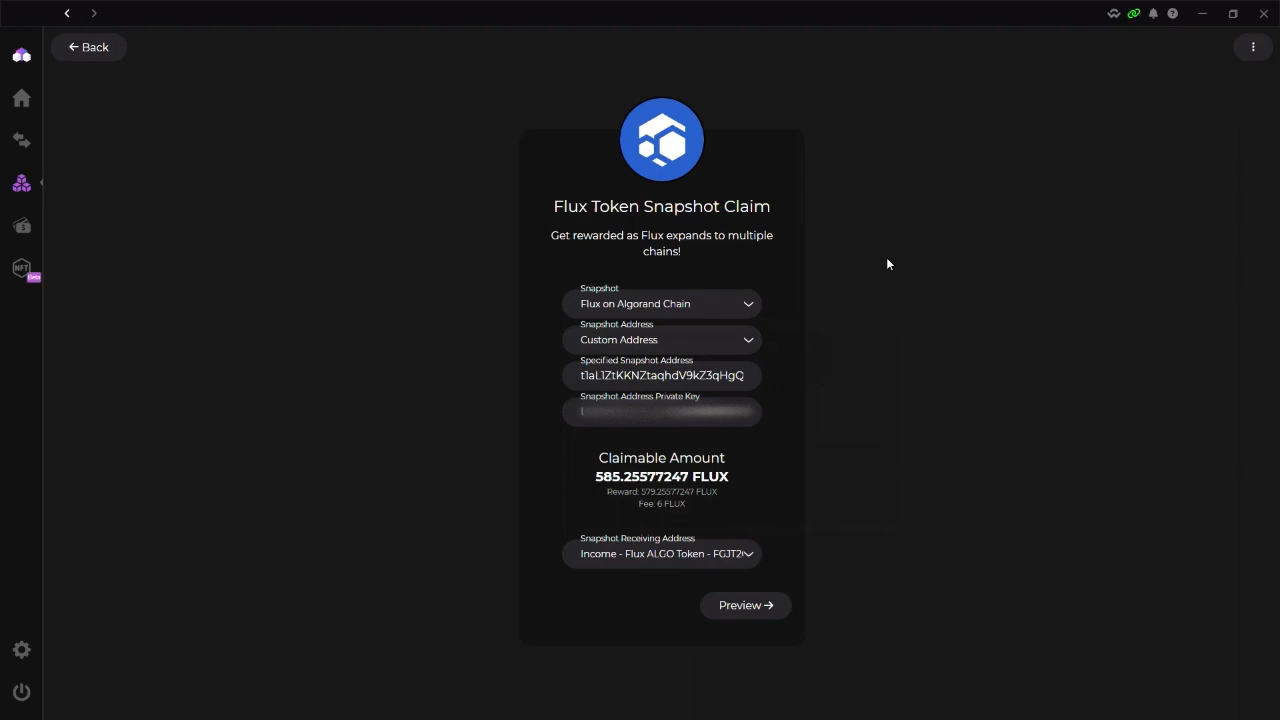 Back
Flux Token Snapshot Claim
Get rewarded as Flux expands to multiple
chains!
Snapshot
Flux on Algorand Chain
Snapshot Address
Custom Address
Specified Snapshot Address
t1aL1ZtKKNZtaqhdV9kZ3qHgQ
Snapshot Address Private Key
Claimable Amount
585.25577247 FLUX
Reward: 579.25577247 FLUX
Fee: 6 FLUX
Snapshot Receiving Address
Income - Flux ALGO Token - FGJT2
Preview
NFT
Beta